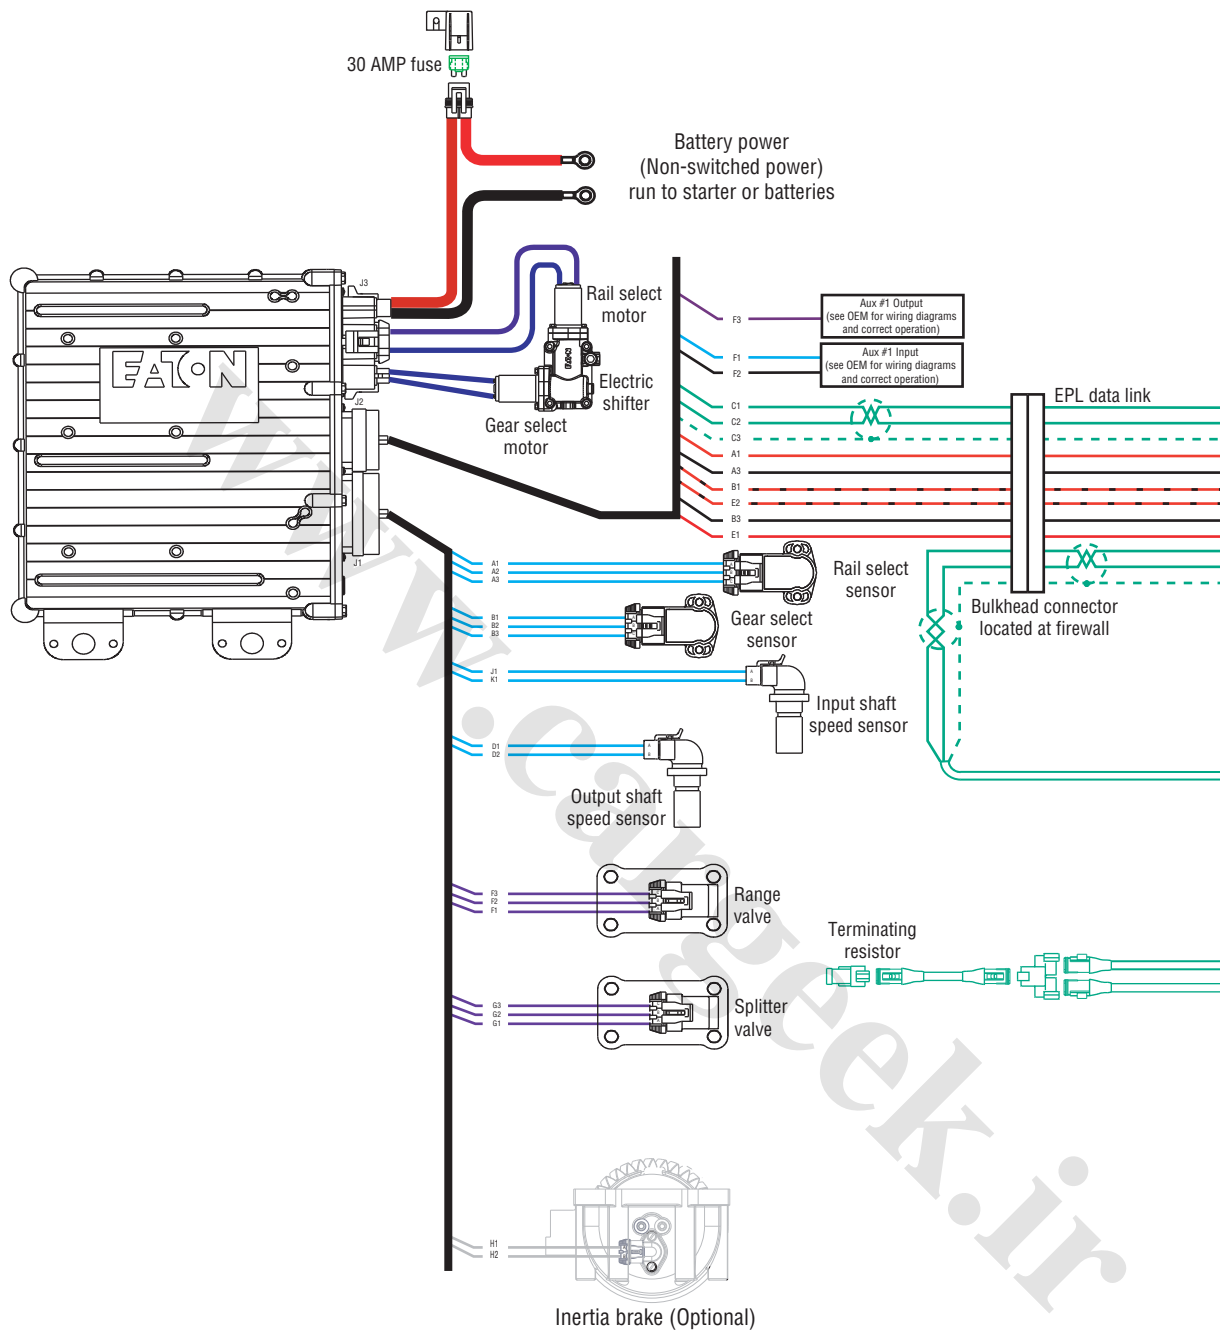 30 AMP fuse
Battery power
(Non-switched power)
run to starter or batteries
J3
Rail select
motor
Electric
shifter
Gear select
motor
EATON
EATON
J2
J1
F3
Aux #1 Output
(see OEM for wiring diagrams
and correct operation)
F1
F2
Aux #1 Input
(see OEM for wiring diagrams
and correct operation)
C1
C2
C3
A1
A3
B1
E2
B3
E1
EPL data link
Bulkhead connector
located at firewall
A1
A2
A3
Rail select
sensor
B1
B2
B3
Gear select
sensor
J1
K1
A
B
Input shaft
speed sensor
D1
D2
A
B
Output shaft
speed sensor
F3
F2
F1
Range
valve
Terminating
resistor
G3
G2
G1
Splitter
valve
H1
H2
Inertia brake (Optional)
www.cargeek.ir